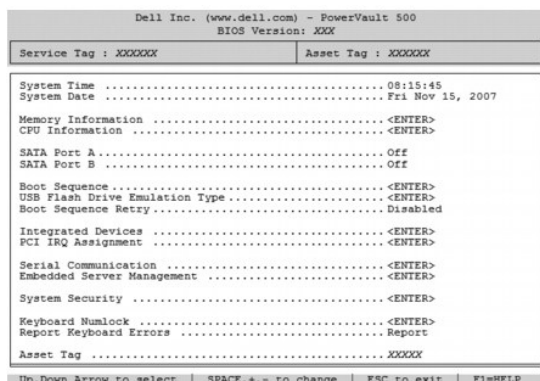 Dell Inc. (www.dell.com) - PowerVault 500
BIOS Version: XXX
Service Tag : XXXXXX
Asset Tag : XXXXXX
System Time ........................................ 08:15:45
System Date ........................................ Fri Nov 15, 2007
Memory Information ................................. <ENTER>
CPU Information .................................... <ENTER>
SATA Port A......................................... Off
SATA Port B ........................................ Off
Boot Sequence....................................... <ENTER>
USB Flash Drive Emulation Type...................... <ENTER>
Boot Sequence Retry................................. Disabled
Integrated Devices ................................. <ENTER>
PCI IRQ Assignment ................................. <ENTER>
Serial Communication ............................... <ENTER>
Embedded Server Management ......................... <ENTER>
System Security .................................... <ENTER>
Keyboard Numlock ................................... <ENTER>
Report Keyboard Errors ............................. Report
Asset Tag .......................................... XXXXX
Up Down Arrow to select | SPACE + - to change | ESC to exit | F1=HELP